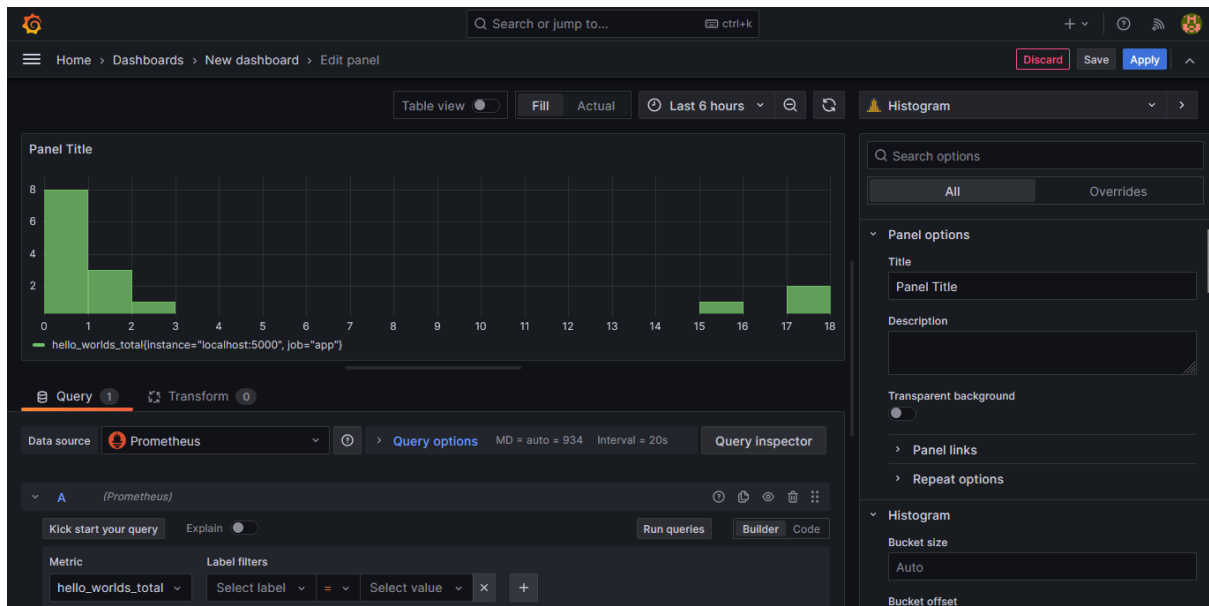 Search or jump to... ctrl+k
Home › Dashboards › New dashboard › Edit panel
Discard Save Apply
Table view Fill Actual Last 6 hours
Histogram
Panel Title
8
6
4
2
0 1 2 3 4 5 6 7 8 9 10 11 12 13 14 15 16 17 18
hello_worlds_total{instance="localhost:5000", job="app"}
Query 1 Transform 0
Data source Prometheus Query options MD = auto = 934 Interval = 20s Query inspector
A (Prometheus)
Kick start your query Explain Run queries Builder Code
Metric Label filters
hello_worlds_total Select label = Select value
Search options
All Overrides
Panel options
Title
Panel Title
Description
Transparent background
Panel links
Repeat options
Histogram
Bucket size
Auto
Bucket offset